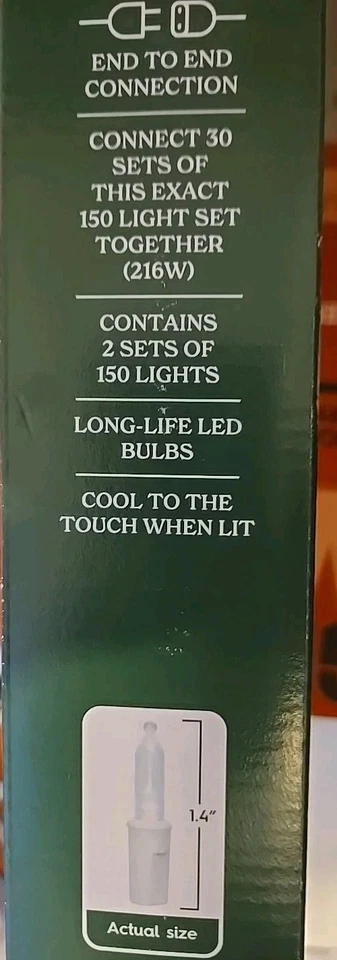 END TO END
CONNECTION
CONNECT 30
SETS OF
THIS EXACT
150 LIGHT SET
TOGETHER
(216W)
CONTAINS
2 SETS OF
150 LIGHTS
LONG-LIFE LED
BULBS
COOL TO THE
TOUCH WHEN LIT
1.4"
Actual size